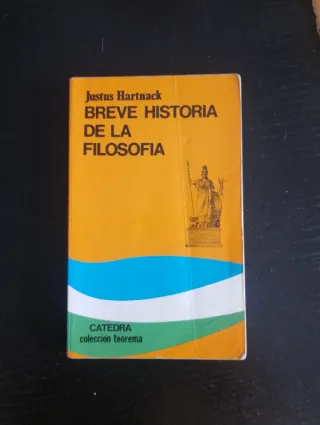 Justus Hartnack
BREVE HISTORIA
DE LA
FILOSOFIA
CATEDRA
colección teorema